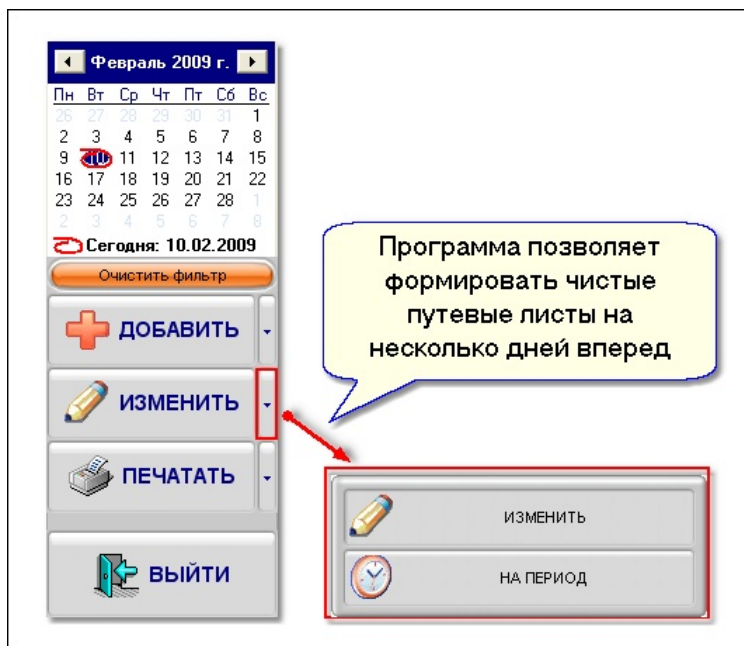 Февраль 2009 г.
Пн Вт Ср Чт Пт Сб Вс
26 27 28 29 30 31 1
2 3 4 5 6 7 8
9 10 11 12 13 14 15
16 17 18 19 20 21 22
23 24 25 26 27 28 1
2 3 4 5 6 7 8
Сегодня: 10.02.2009
Очистить фильтр
ДОБАВИТЬ
ИЗМЕНИТЬ
ПЕЧАТАТЬ
ВЫЙТИ
Программа позволяет
формировать чистые
путевые листы на
несколько дней вперед
ИЗМЕНИТЬ
НА ПЕРИОД